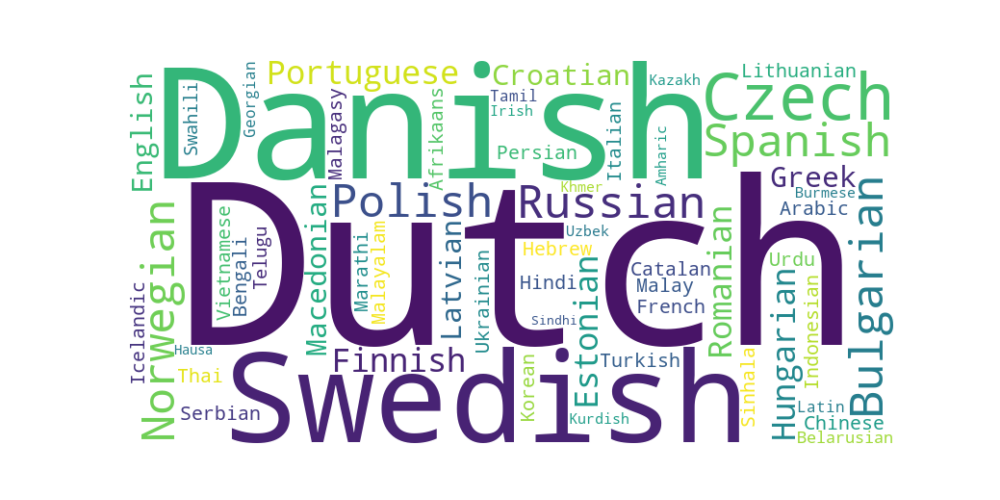 Danish
Dutch
Swedish
Czech
Spanish
Portuguese
Croatian
Lithuanian
Kazakh
Georgian
English
Swahili
Malagasy
Afrikaans
Tamil
Irish
Persian
Italian
Amharic
Khmer
Polish
Russian
Greek
Burmese
Arabic
Norwegian
Vietnamese
Bengali
Telugu
Macedonian
Marathi
Malayalam
Latvian
Ukrainian
Uzbek
Hebrew
Hindi
Sindhi
Estonian
Catalan
Malay
French
Romanian
Urdu
Hungarian
Indonesian
Bulgarian
Icelandic
Hausa
Thai
Serbian
Finnish
Korean
Turkish
Kurdish
Sinhala
Latin
Chinese
Belarusian